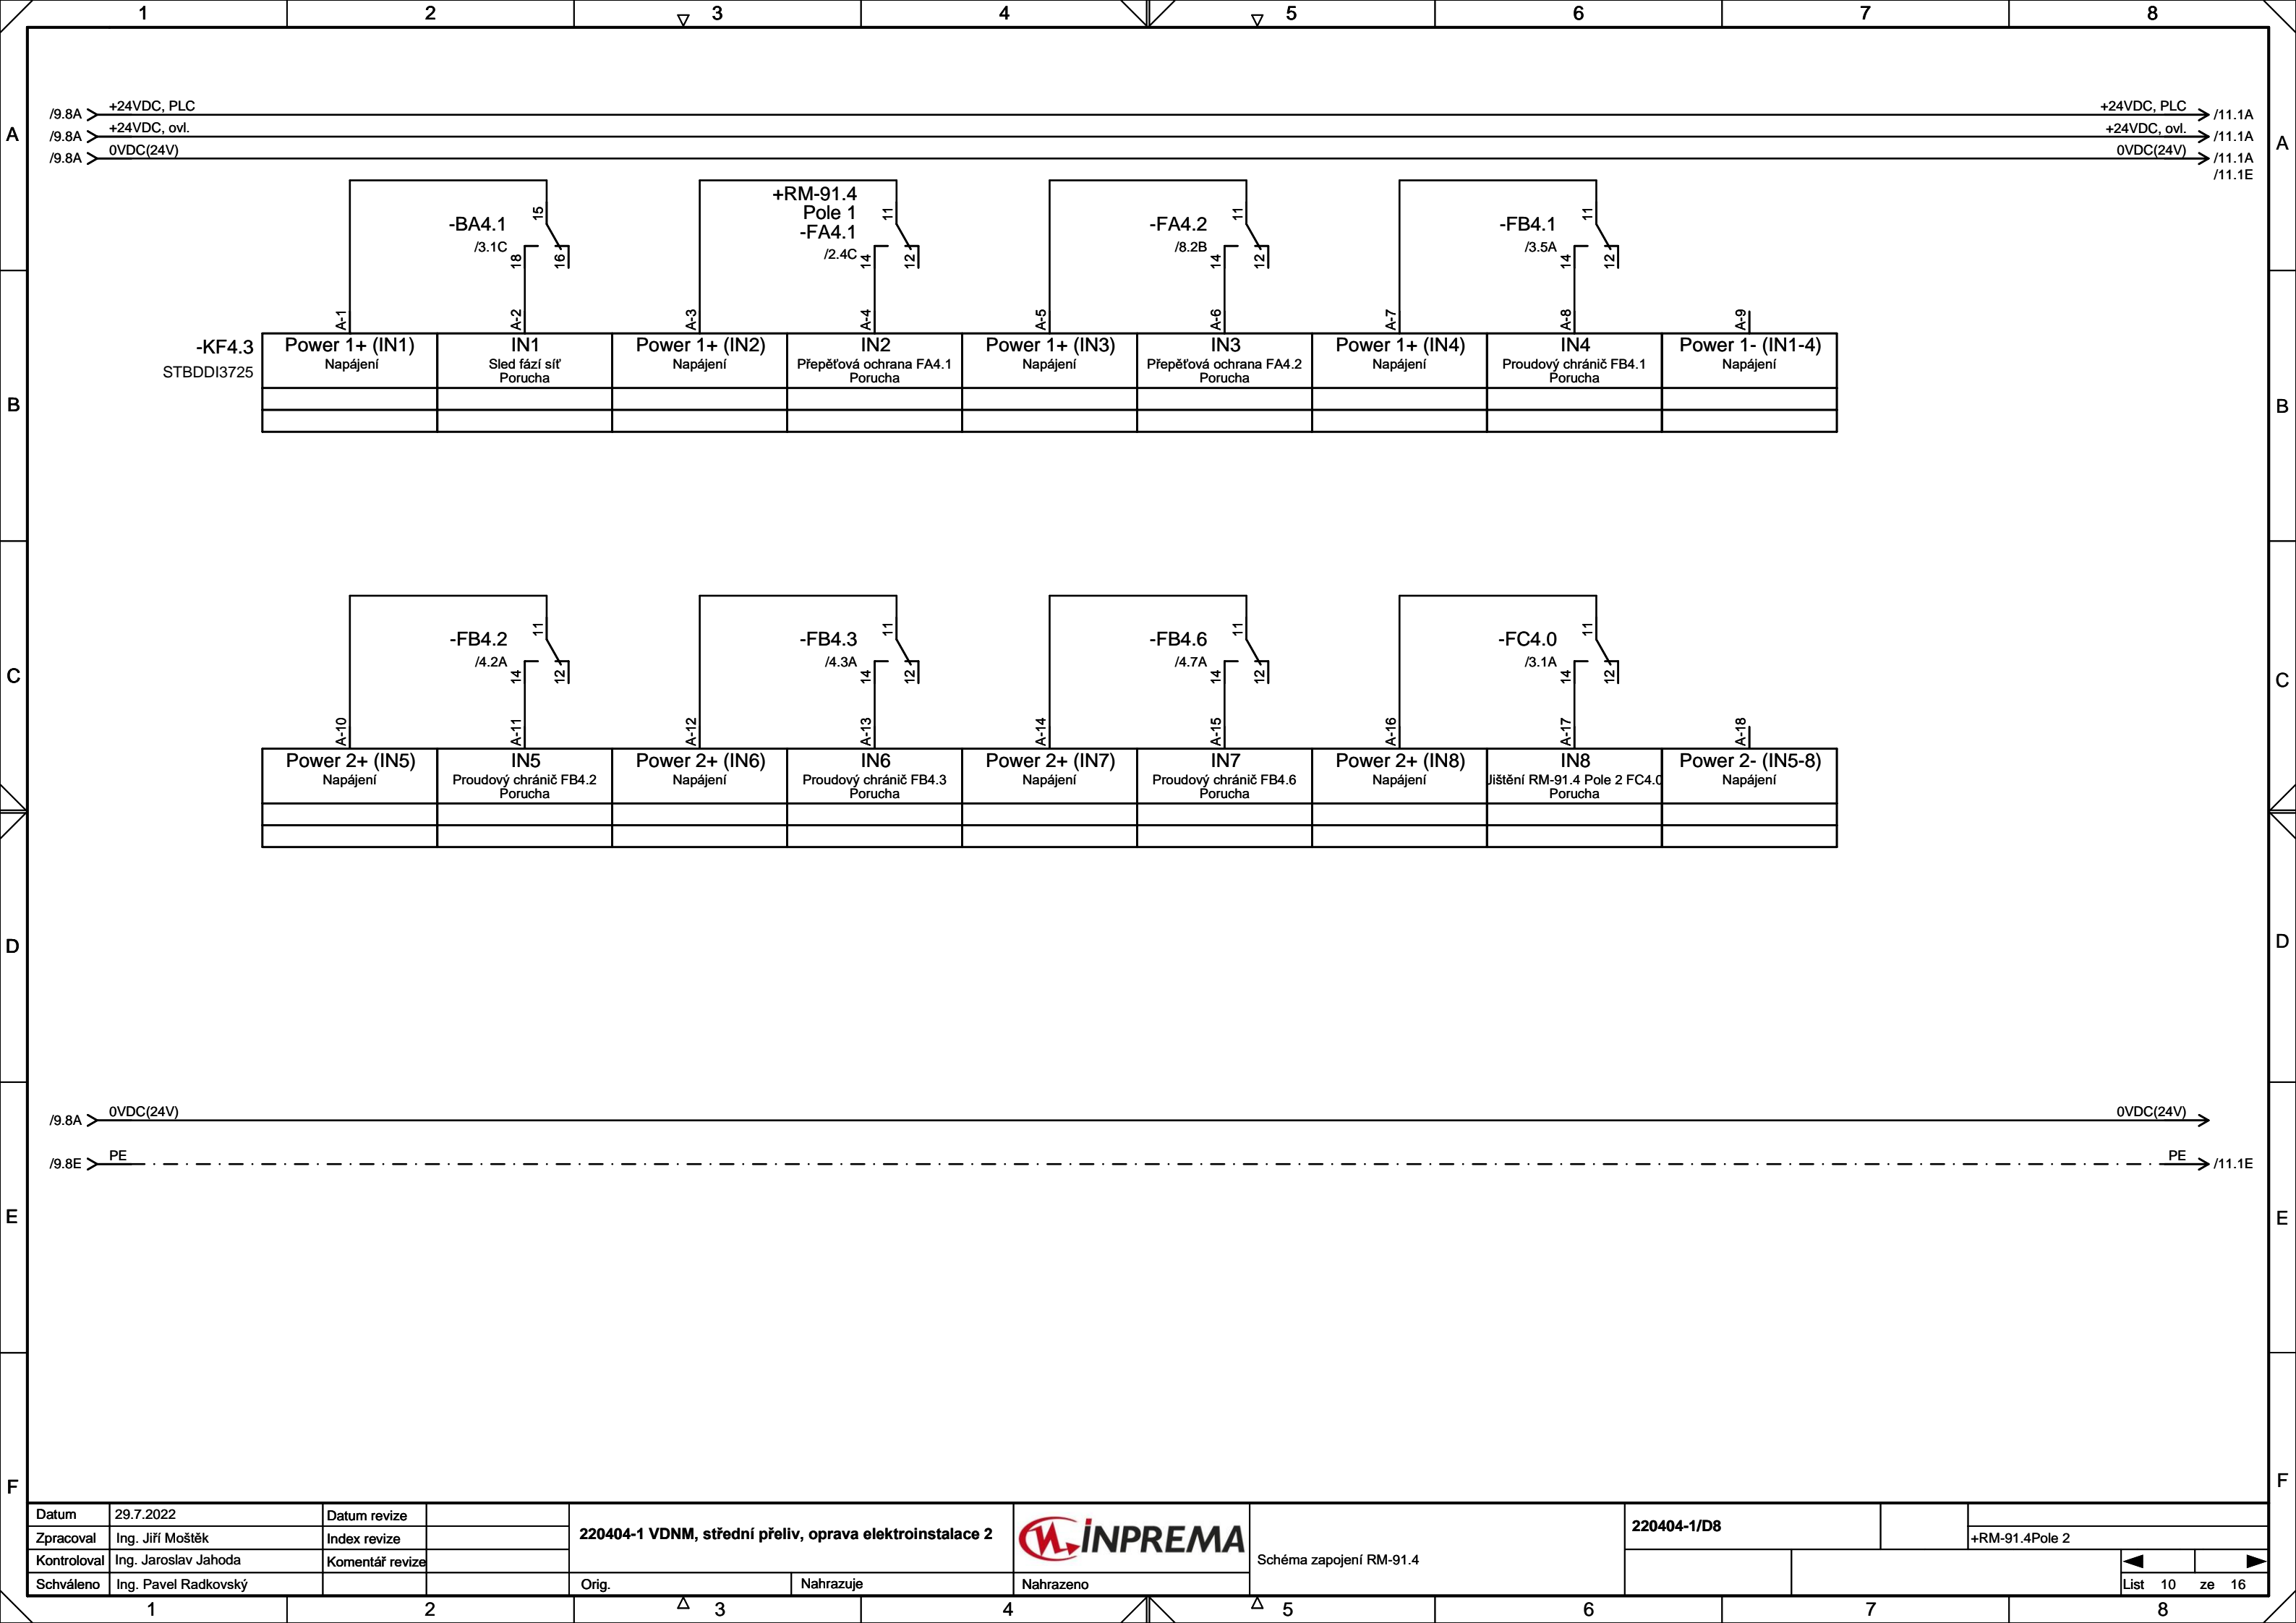 1 2 3 4 5 6 7 8
A
B
C
D
E
F
/9.8A +24VDC, PLC +24VDC, PLC /11.1A
/9.8A +24VDC, ovl. +24VDC, ovl. /11.1A
/9.8A 0VDC(24V) 0VDC(24V) /11.1A
/11.1E
-BA4.1 15
/3.1C 18 16
+RM-91.4
Pole 1
-FA4.1 11
/2.4C 14 12
-FA4.2 11
/8.2B 14 12
-FB4.1 11
/3.5A 14 12
A-1 A-2 A-3 A-4 A-5 A-6 A-7 A-8 A-9
-KF4.3
STBDDI3725
Power 1+ (IN1)
Napájení
IN1
Sled fází síť
Porucha
Power 1+ (IN2)
Napájení
IN2
Přepěťová ochrana FA4.1
Porucha
Power 1+ (IN3)
Napájení
IN3
Přepěťová ochrana FA4.2
Porucha
Power 1+ (IN4)
Napájení
IN4
Proudový chránič FB4.1
Porucha
Power 1- (IN1-4)
Napájení
-FB4.2 11
/4.2A 14 12
-FB4.3 11
/4.3A 14 12
-FB4.6 11
/4.7A 14 12
-FC4.0 11
/3.1A 14 12
A-10 A-11 A-12 A-13 A-14 A-15 A-16 A-17 A-18
Power 2+ (IN5)
Napájení
IN5
Proudový chránič FB4.2
Porucha
Power 2+ (IN6)
Napájení
IN6
Proudový chránič FB4.3
Porucha
Power 2+ (IN7)
Napájení
IN7
Proudový chránič FB4.6
Porucha
Power 2+ (IN8)
Napájení
IN8
Jištění RM-91.4 Pole 2 FC4.0
Porucha
Power 2- (IN5-8)
Napájení
/9.8A 0VDC(24V) 0VDC(24V)
/9.8E PE PE /11.1E
A
B
C
D
E
F
Datum 29.7.2022 Datum revize
Zpracoval Ing. Jiří Moštěk Index revize
Kontroloval Ing. Jaroslav Jahoda Komentář revize
Schváleno Ing. Pavel Radkovský
220404-1 VDNM, střední přeliv, oprava elektroinstalace 2
Orig. Nahrazuje Nahrazeno
INPREMA
Schéma zapojení RM-91.4
220404-1/D8
+RM-91.4Pole 2
List 10 ze 16
1 2 3 4 5 6 7 8